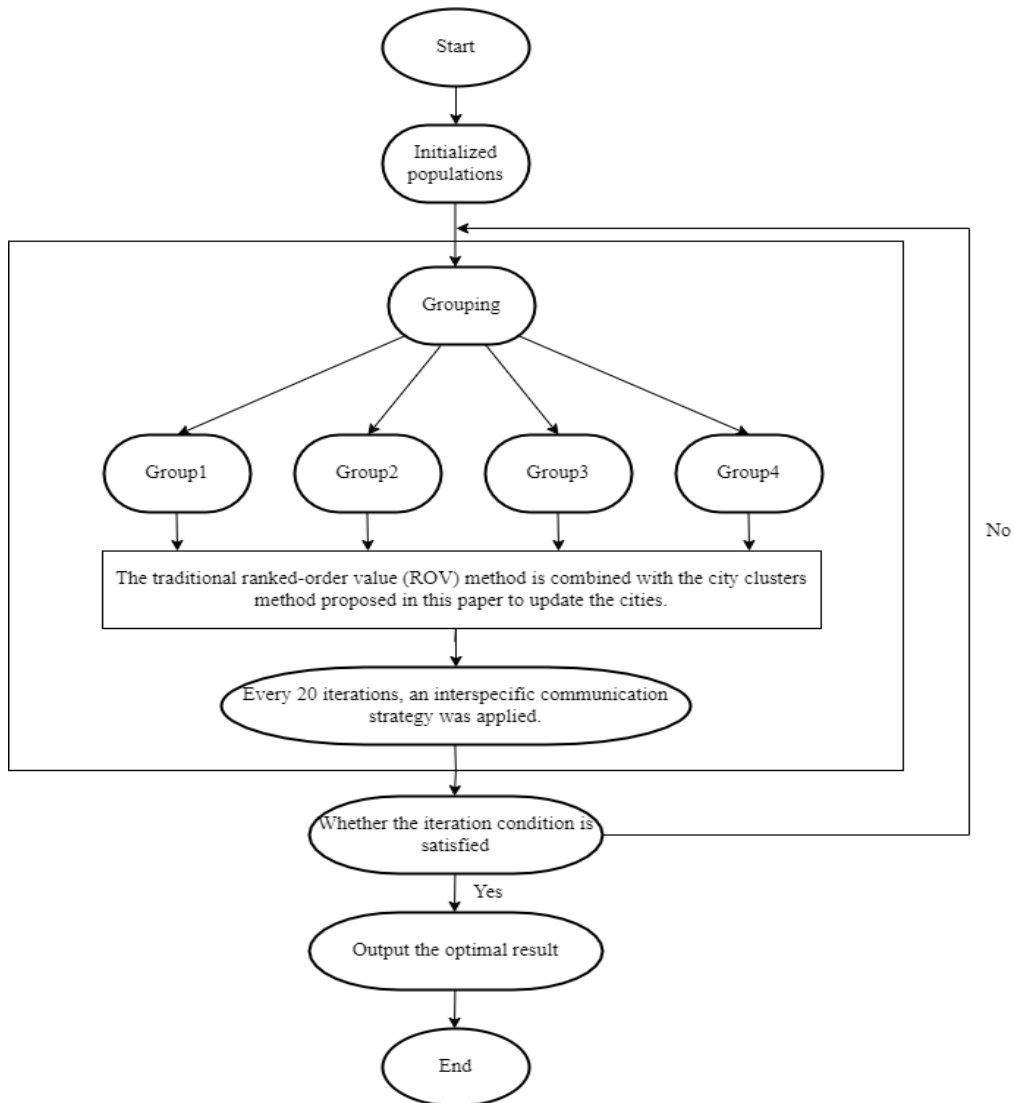 Start
Initialized
populations
Grouping
Group1
Group2
Group3
Group4
No
The traditional ranked-order value (ROV) method is combined with the city clusters
method proposed in this paper to update the cities.
Every 20 iterations, an interspecific communication
strategy was applied.
Whether the iteration condition is
satisfied
Yes
Output the optimal result
End